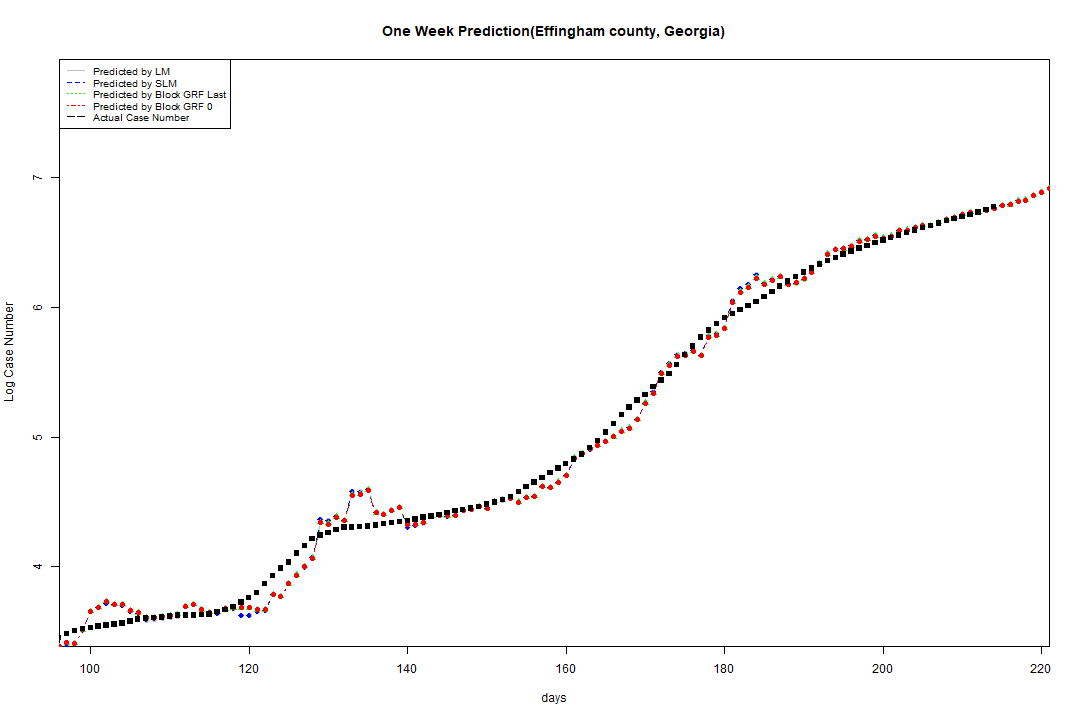 One Week Prediction(Effingham county, Georgia)
Predicted by LM
Predicted by SLM
Predicted by Block GRF Last
Predicted by Block GRF 0
Actual Case Number
7
6
5
4
Log Case Number
100 120 140 160 180 200 220
days